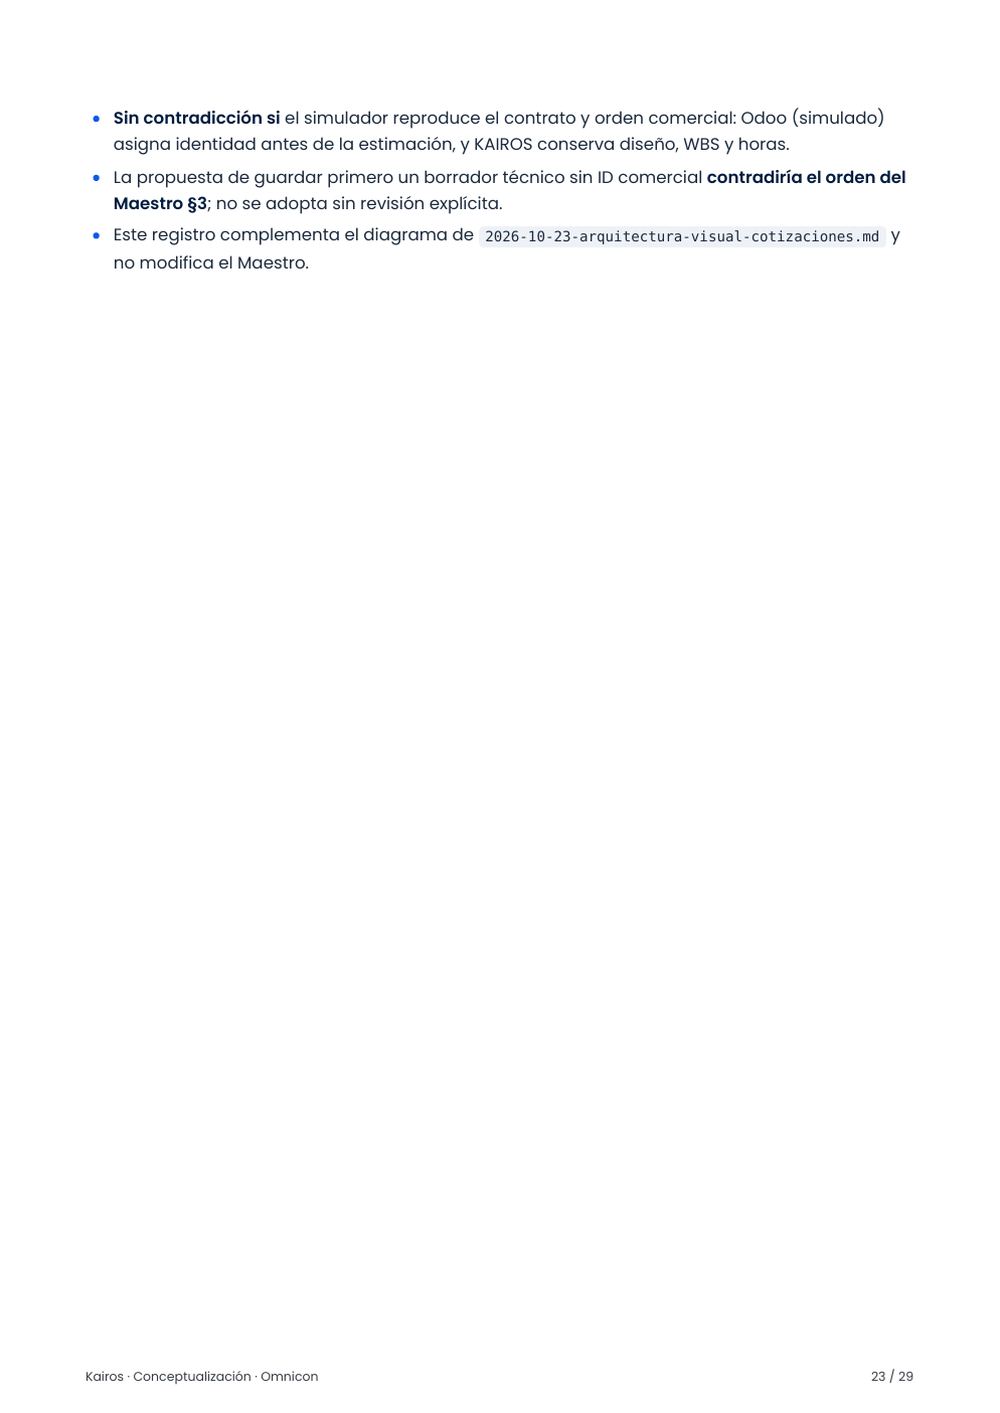 • Sin contradicción si el simulador reproduce el contrato y orden comercial: Odoo (simulado)
asigna identidad antes de la estimación, y KAIROS conserva diseño, WBS y horas.
• La propuesta de guardar primero un borrador técnico sin ID comercial contradiría el orden del
Maestro §3; no se adopta sin revisión explícita.
• Este registro complementa el diagrama de 2026-10-23-arquitectura-visual-cotizaciones.md y
no modifica el Maestro.
Kairos · Conceptualización · Omnicon 23 / 29